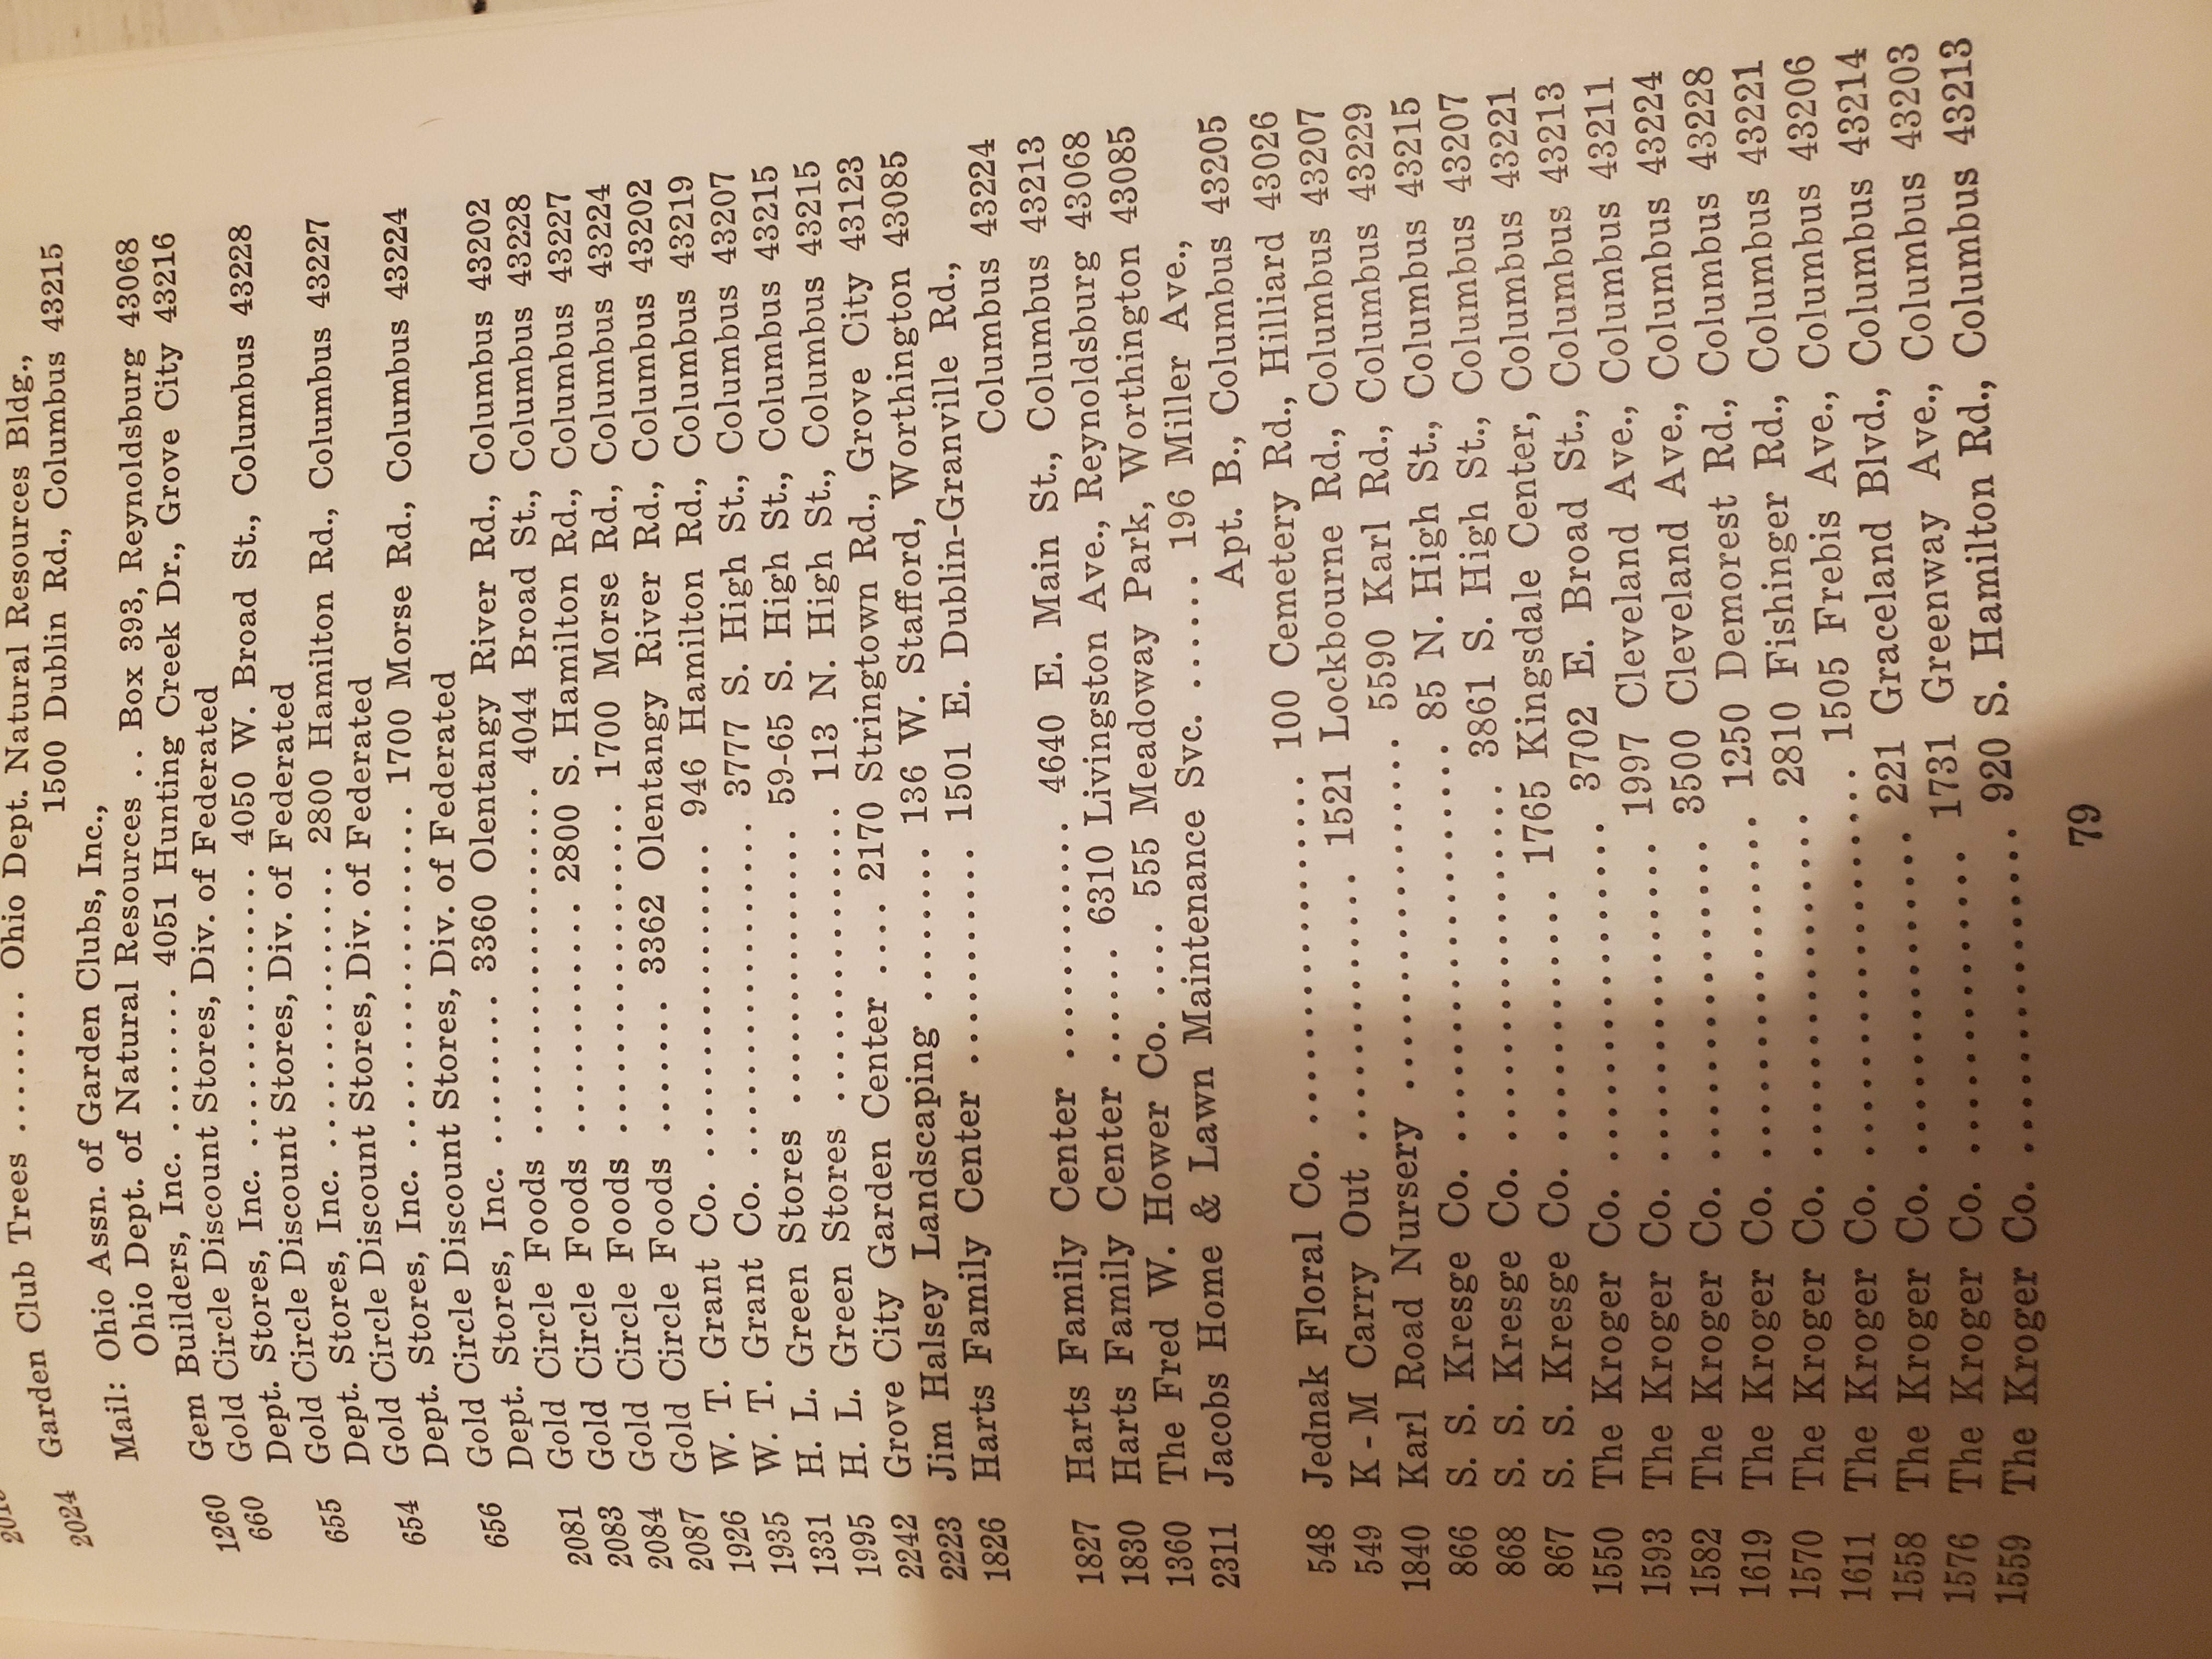 Garden Club Trees ........ Ohio Dept. Natural Resources Bldg.,
2024 1500 Dublin Rd., Columbus 43215
Mail: Ohio Assn. of Garden Clubs, Inc.,
Ohio Dept. of Natural Resources .. Box 393, Reynoldsburg 43068
1260 Gem Builders, Inc. ......... 4051 Hunting Creek Dr., Grove City 43216
660 Gold Circle Discount Stores, Div. of Federated
Dept. Stores, Inc. .................. 4050 W. Broad St., Columbus 43228
655 Gold Circle Discount Stores, Div. of Federated
Dept. Stores, Inc. .................. 2800 Hamilton Rd., Columbus 43227
654 Gold Circle Discount Stores, Div. of Federated
Dept. Stores, Inc. ...................... 1700 Morse Rd., Columbus 43224
656 Gold Circle Discount Stores, Div. of Federated
Dept. Stores, Inc. .......... 3360 Olentangy River Rd., Columbus 43202
2081 Gold Circle Foods ...................... 4044 Broad St., Columbus 43228
2083 Gold Circle Foods ................ 2800 S. Hamilton Rd., Columbus 43227
2084 Gold Circle Foods ...................... 1700 Morse Rd., Columbus 43224
2087 Gold Circle Foods .......... 3362 Olentangy River Rd., Columbus 43202
1926 W. T. Grant Co. ..................... 946 Hamilton Rd., Columbus 43219
1935 W. T. Grant Co. ...................... 3777 S. High St., Columbus 43207
1331 H. L. Green Stores .................. 59-65 S. High St., Columbus 43215
1995 H. L. Green Stores .................... 113 N. High St., Columbus 43215
2242 Grove City Garden Center .... 2170 Stringtown Rd., Grove City 43123
2223 Jim Halsey Landscaping ......... 136 W. Stafford, Worthington 43085
1826 Harts Family Center .............. 1501 E. Dublin-Granville Rd.,
Columbus 43224
1827 Harts Family Center ............... 4640 E. Main St., Columbus 43213
1830 Harts Family Center ....... 6310 Livingston Ave., Reynoldsburg 43068
1360 The Fred W. Hower Co. .... 555 Meadoway Park, Worthington 43085
2311 Jacobs Home & Lawn Maintenance Svc. ....... 196 Miller Ave.,
Apt. B., Columbus 43205
548 Jednak Floral Co. ....................... 100 Cemetery Rd., Hilliard 43026
549 K - M Carry Out ................. 1521 Lockbourne Rd., Columbus 43207
1840 Karl Road Nursery ...................... 5590 Karl Rd., Columbus 43229
866 S. S. Kresge Co. ......................... 85 N. High St., Columbus 43215
868 S. S. Kresge Co. ........................ 3861 S. High St., Columbus 43207
867 S. S. Kresge Co. .................. 1765 Kingsdale Center, Columbus 43221
1550 The Kroger Co. ..................... 3702 E. Broad St., Columbus 43213
1593 The Kroger Co. ................... 1997 Cleveland Ave., Columbus 43211
1582 The Kroger Co. ................... 3500 Cleveland Ave., Columbus 43224
1619 The Kroger Co. .................... 1250 Demorest Rd., Columbus 43228
1570 The Kroger Co. .................... 2810 Fishinger Rd., Columbus 43221
1611 The Kroger Co. ...................... 1505 Frebis Ave., Columbus 43206
1558 The Kroger Co. ................... 221 Graceland Blvd., Columbus 43214
1576 The Kroger Co. .................. 1731 Greenway Ave., Columbus 43203
1559 The Kroger Co. .................... 920 S. Hamilton Rd., Columbus 43213
79